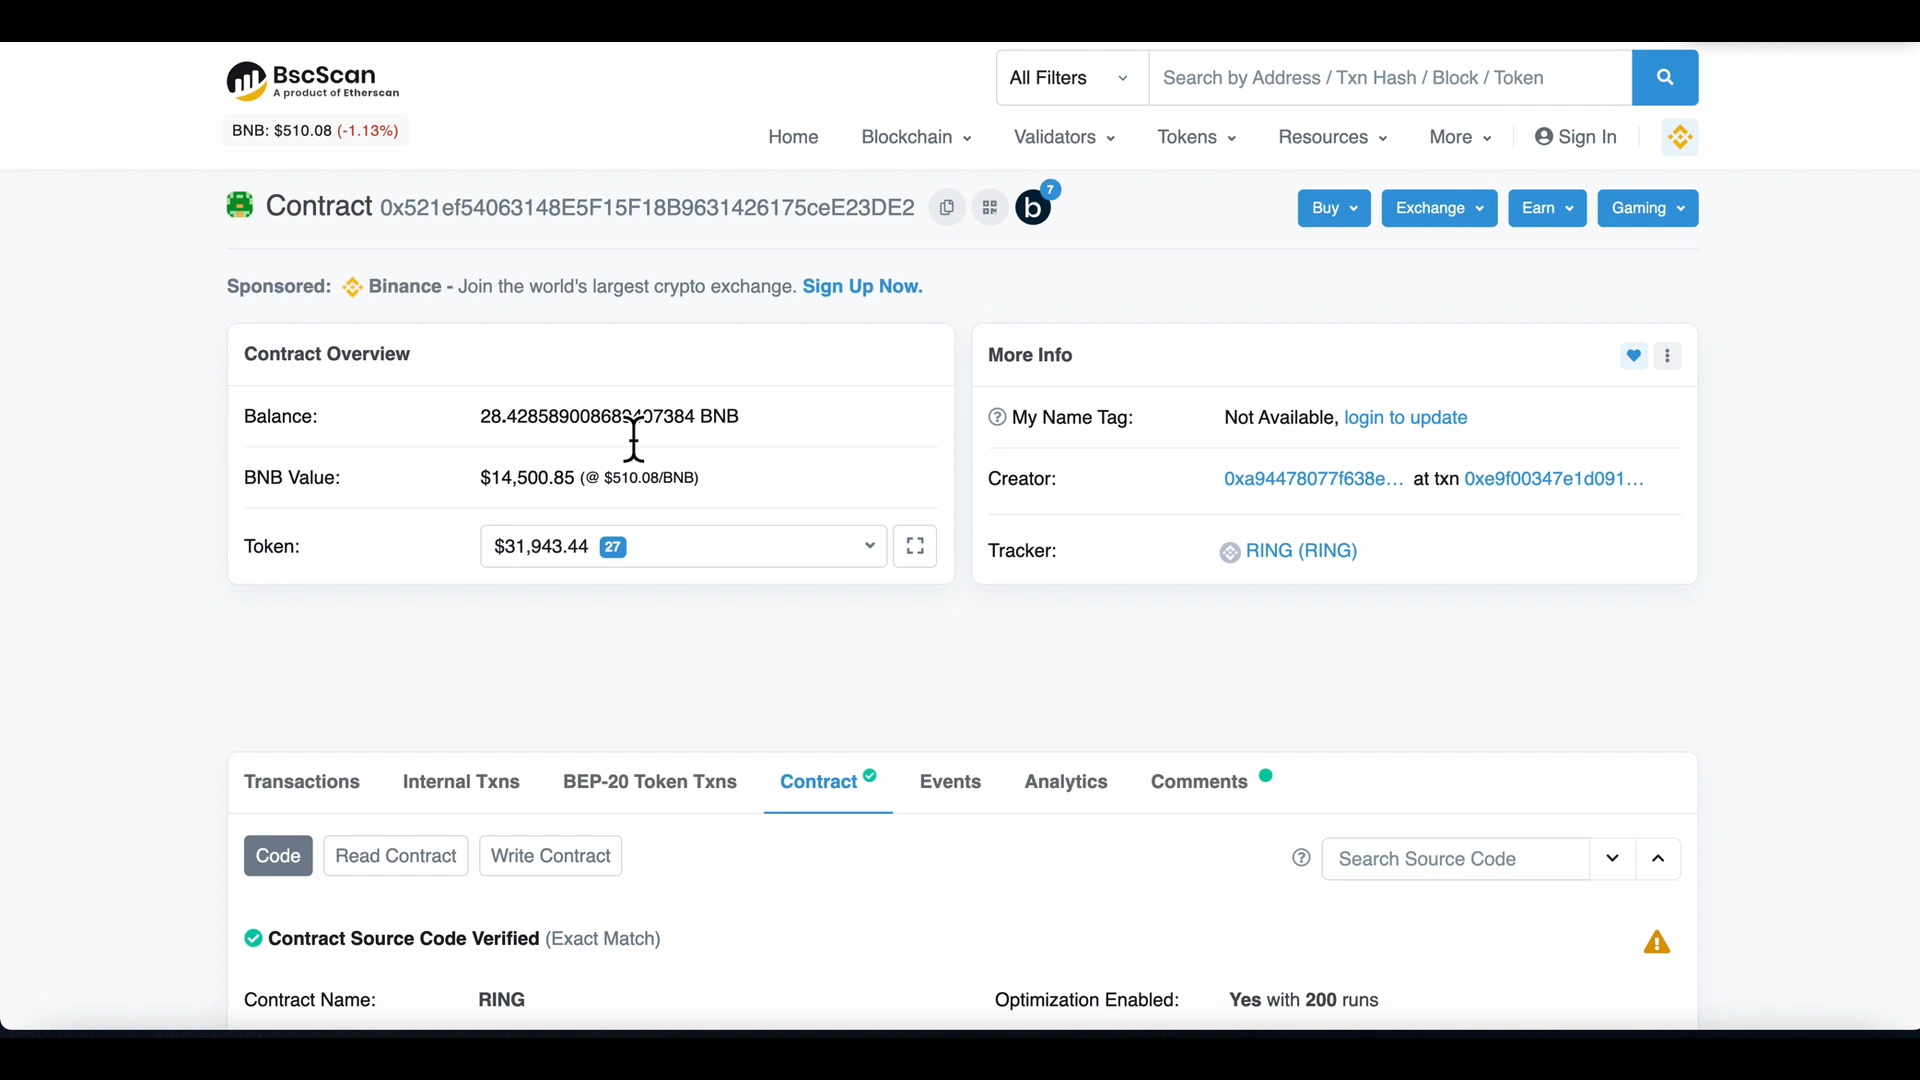 BscScan
A product of Etherscan
All Filters
Search by Address / Txn Hash / Block / Token
BNB: $510.08 (-1.13%)
Home Blockchain Validators Tokens Resources More Sign In
Contract 0x521ef54063148E5F15F18B9631426175ceE23DE2
b 7
Buy Exchange Earn Gaming
Sponsored: Binance - Join the world's largest crypto exchange. Sign Up Now.
Contract Overview
Balance: BNB
BNB Value: $14,500.85 (@ $510.08/BNB)
Token: $31,943.44 27
More Info
My Name Tag: Not Available, login to update
Creator: 0xa94478077f638e... at txn 0xe9f00347e1d091...
Tracker: RING (RING)
Transactions Internal Txns BEP-20 Token Txns Contract Events Analytics Comments
Code Read Contract Write Contract
Search Source Code
Contract Source Code Verified (Exact Match)
Contract Name: RING
Optimization Enabled: Yes with 200 runs